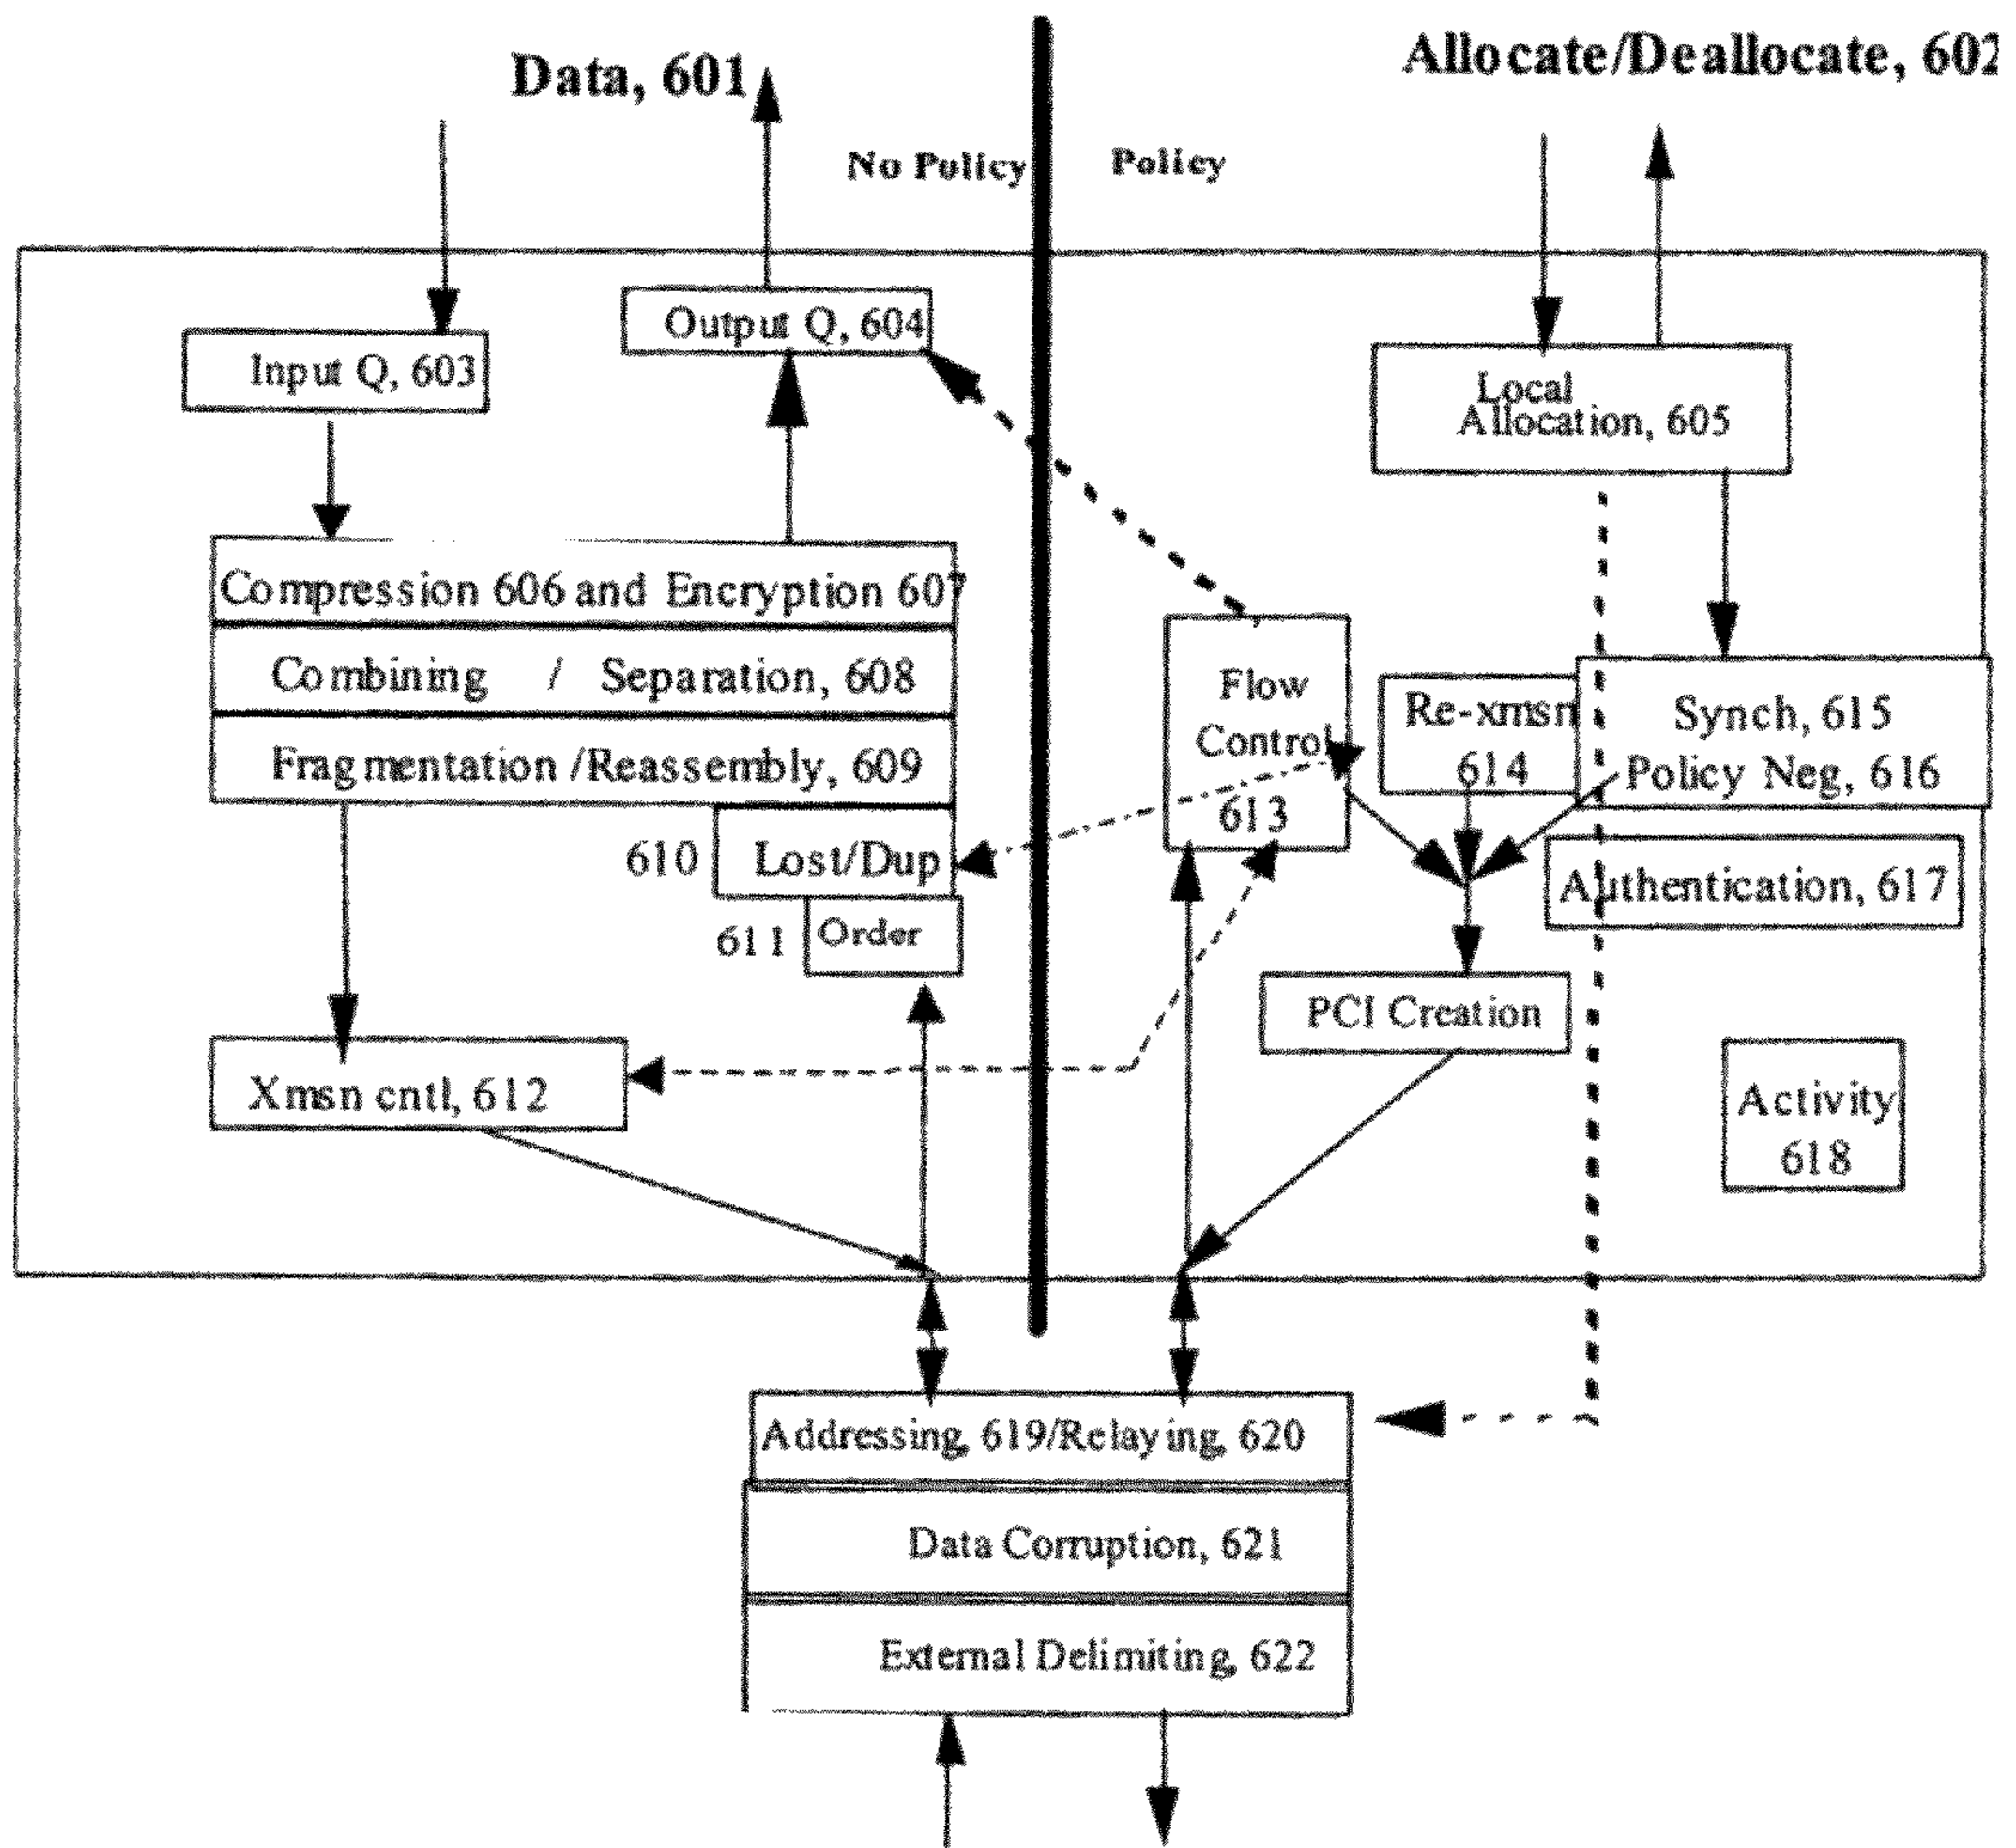 Data, 601
Allocate/Deallocate, 602
No Policy
Policy
Input Q, 603
Output Q, 604
Local
Allocation, 605
Compression 606 and Encryption 607
Combining / Separation, 608
Fragmentation /Reassembly, 609
610 Lost/Dup
611 Order
Xmsn cntl, 612
Flow
Control
613
Re-xmsn
614
Synch, 615
Policy Neg, 616
Authentication, 617
PCI Creation
Activity
618
Addressing, 619/Relaying, 620
Data Corruption, 621
External Delimiting, 622